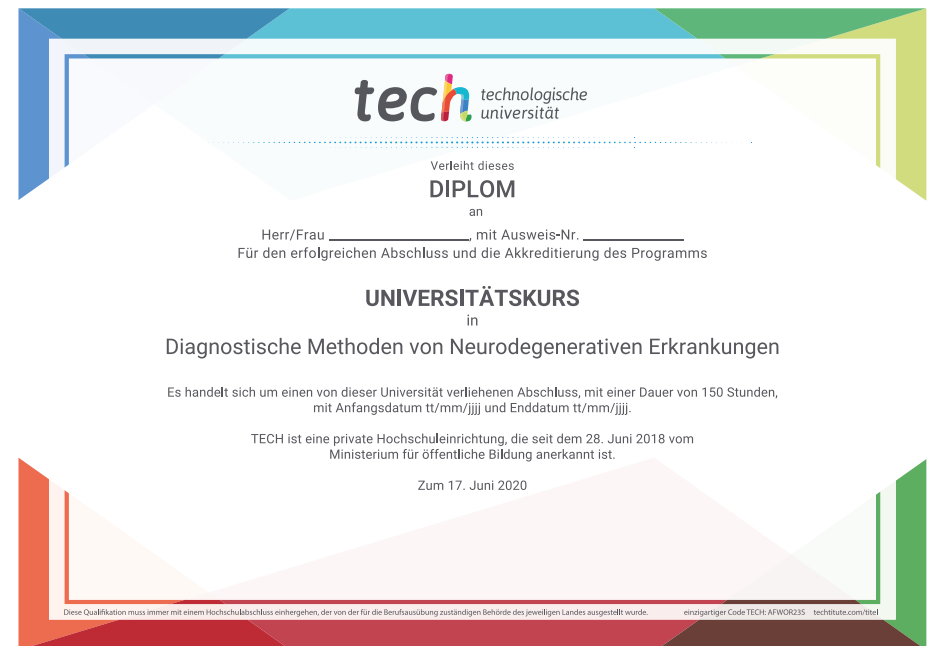 tech technologische
universität
Verleiht dieses
DIPLOM
an
Herr/Frau ____________________, mit Ausweis-Nr. ______________
Für den erfolgreichen Abschluss und die Akkreditierung des Programms
UNIVERSITÄTSKURS
in
Diagnostische Methoden von Neurodegenerativen Erkrankungen
Es handelt sich um einen von dieser Universität verliehenen Abschluss, mit einer Dauer von 150 Stunden,
mit Anfangsdatum tt/mm/jjjj und Enddatum tt/mm/jjjj.
TECH ist eine private Hochschuleinrichtung, die seit dem 28. Juni 2018 vom
Ministerium für öffentliche Bildung anerkannt ist.
Zum 17. Juni 2020
Diese Qualifikation muss immer mit einem Hochschulabschluss einhergehen, der von der für die Berufsausübung zuständigen Behörde des jeweiligen Landes ausgestellt wurde. einzigartiger Code TECH: AFWOR23S techtitute.com/titel